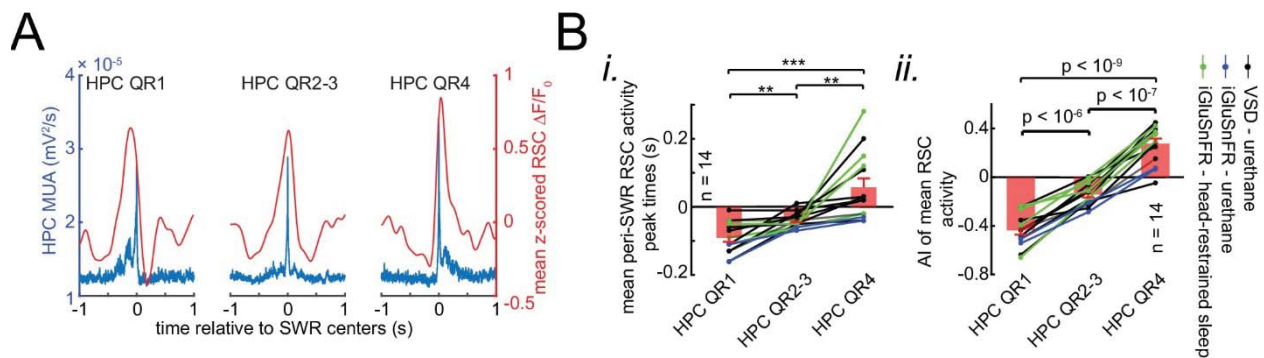 A
HPC MUA (mV²/s)
× 10⁻⁵
4
3
2
1
HPC QR1
HPC QR2-3
HPC QR4
-1 0 1
-1 0 1
-1 0 1
time relative to SWR centers (s)
1
0.5
0
-0.5
mean z-scored RSC ΔF/F₀
B
i.
mean peri-SWR RSC activity
peak times (s)
0.2
0
-0.2
n = 14
***
**
**
HPC QR1
HPC QR2-3
HPC QR4
ii.
AI of mean RSC
activity
0.4
0
-0.4
-0.8
p < 10⁻⁹
p < 10⁻⁷
p < 10⁻⁶
n = 14
HPC QR1
HPC QR2-3
HPC QR4
VSD - urethane
iGluSnFR - urethane
iGluSnFR - head-restrained sleep